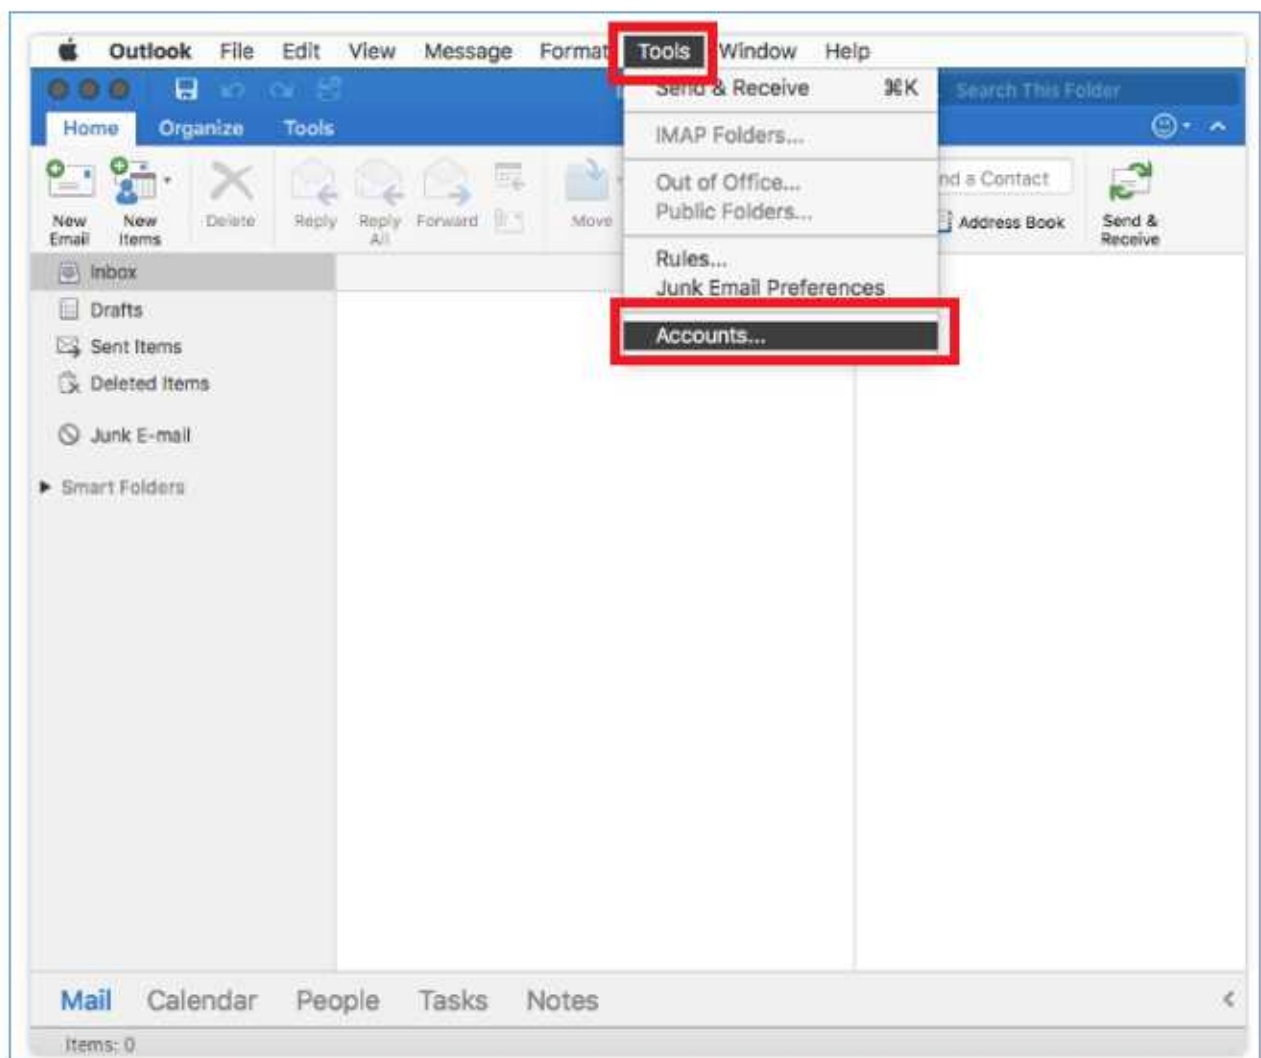 Outlook File Edit View Message Format Tools Window Help
Send & Receive ⌘K
Search This Folder
Home Organize Tools
IMAP Folders...
Out of Office...
Public Folders...
Rules...
Junk Email Preferences
Accounts...
New Email
New Items
Delete
Reply
Reply All
Forward
Move
nd a Contact
Address Book
Send & Receive
Inbox
Drafts
Sent Items
Deleted Items
Junk E-mail
Smart Folders
Mail Calendar People Tasks Notes
Items: 0